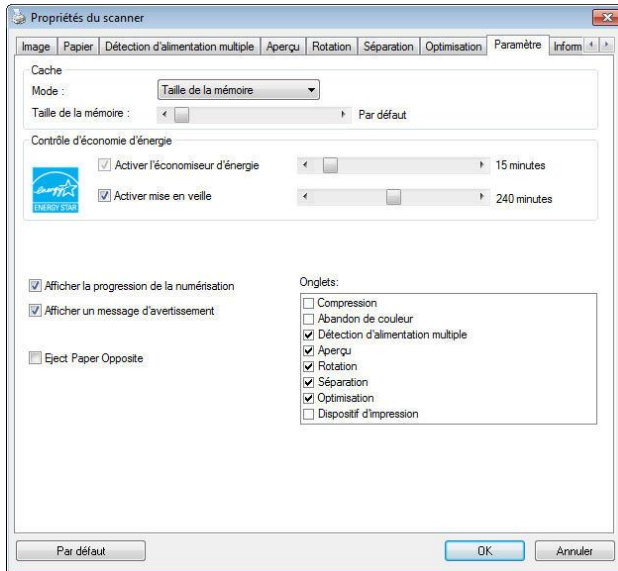 Propriétés du scanner
Image Papier Détection d'alimentation multiple Aperçu Rotation Séparation Optimisation Paramètre Inform
Cache
Mode : Taille de la mémoire
Taille de la mémoire : Par défaut
Contrôle d'économie d'énergie
Activer l'économiseur d'énergie 15 minutes
energy
ENERGY STAR
Activer mise en veille 240 minutes
Afficher la progression de la numérisation
Afficher un message d'avertissement
Eject Paper Opposite
Onglets:
Compression
Abandon de couleur
Détection d'alimentation multiple
Aperçu
Rotation
Séparation
Optimisation
Dispositif d'impression
Par défaut OK Annuler